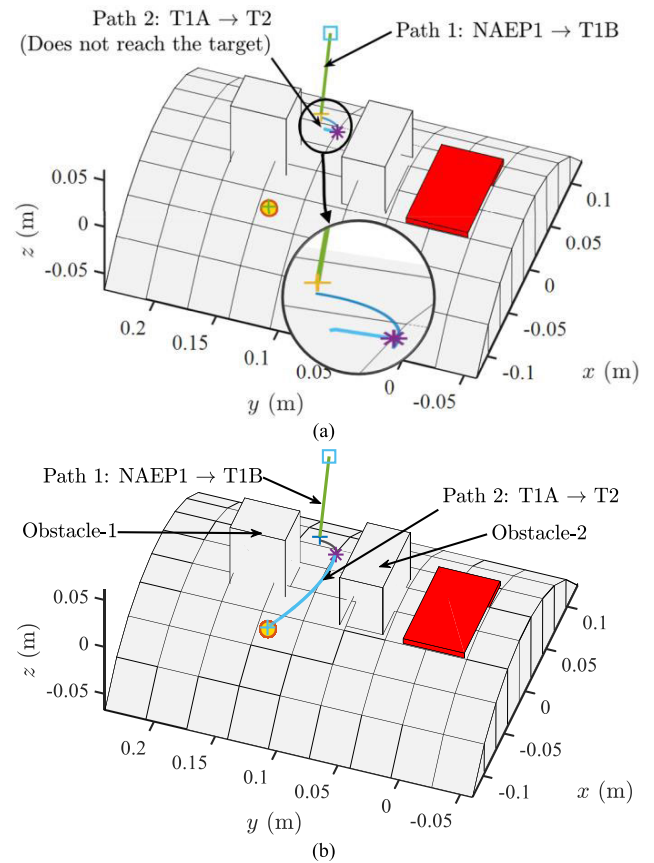 Path 2: T1A → T2
(Does not reach the target)
Path 1: NAEP1 → T1B
0.05
0
-0.05
z (m)
0.2
0.15
0.1
0.05
0
-0.05
y (m)
0.1
0.05
0
-0.05
-0.1
x (m)
(a)
Path 1: NAEP1 → T1B
Path 2: T1A → T2
Obstacle-1
Obstacle-2
0.05
0
-0.05
z (m)
0.2
0.15
0.1
0.05
0
-0.05
y (m)
0.1
0.05
0
-0.05
-0.1
x (m)
(b)